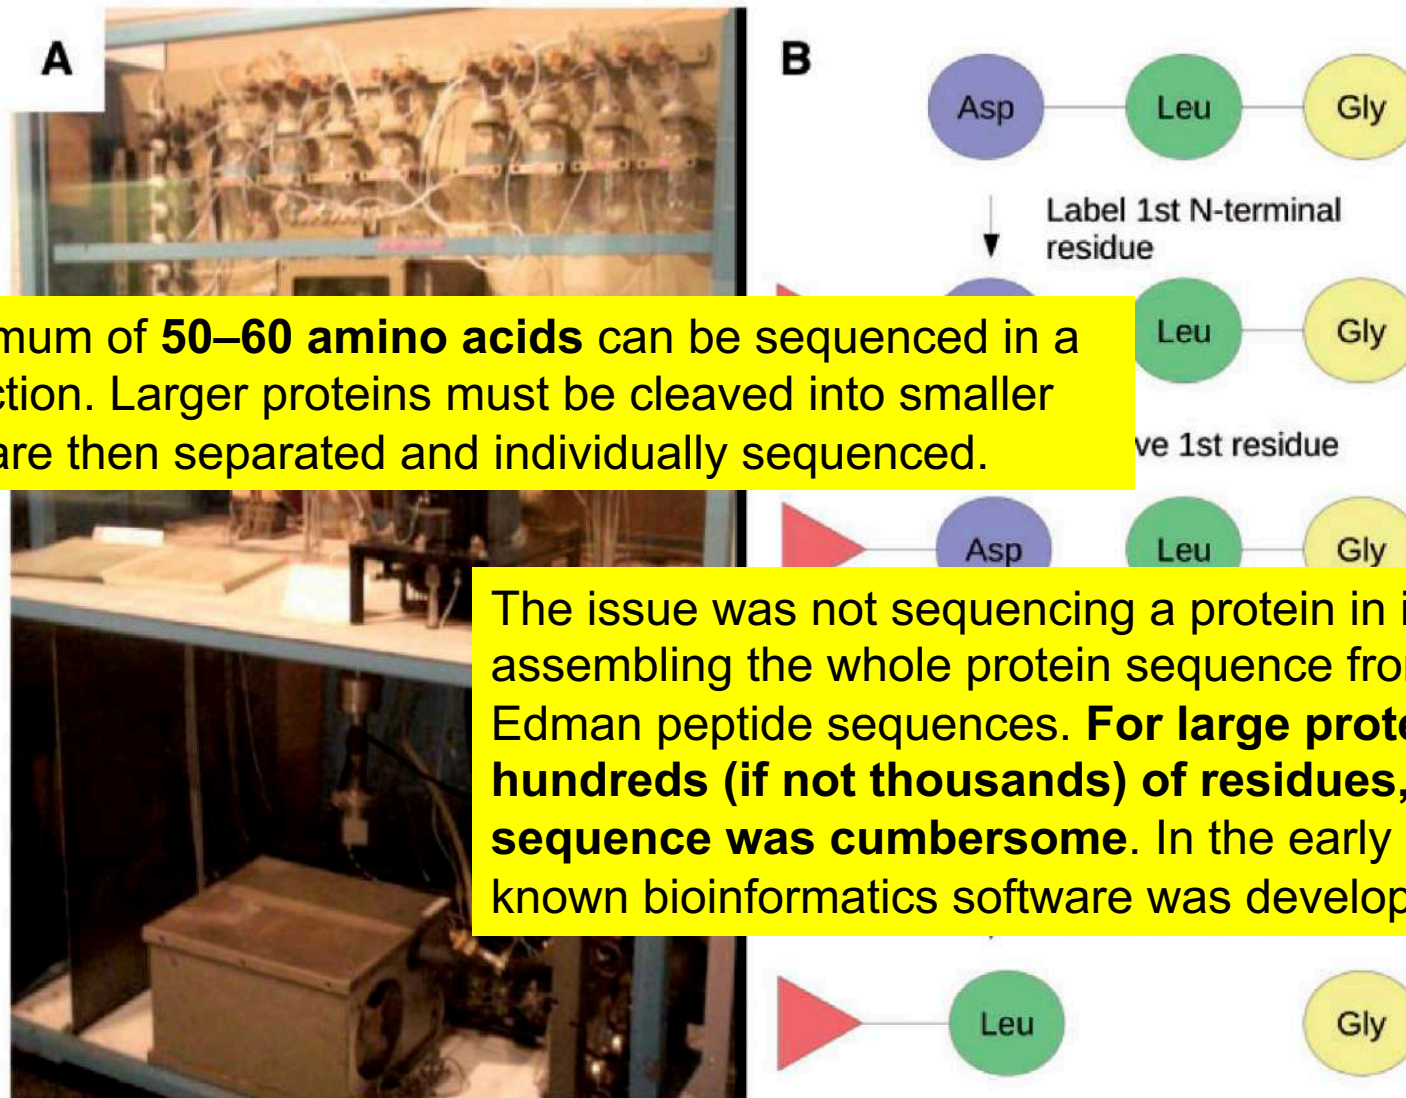 A
B
Asp Leu Gly
Label 1st N-terminal
residue
Leu Gly
mum of 50–60 amino acids can be sequenced in a
ction. Larger proteins must be cleaved into smaller
are then separated and individually sequenced.
ve 1st residue
Asp Leu Gly
The issue was not sequencing a protein in i
assembling the whole protein sequence fro
Edman peptide sequences. For large prote
hundreds (if not thousands) of residues,
sequence was cumbersome. In the early
known bioinformatics software was develop
Leu Gly